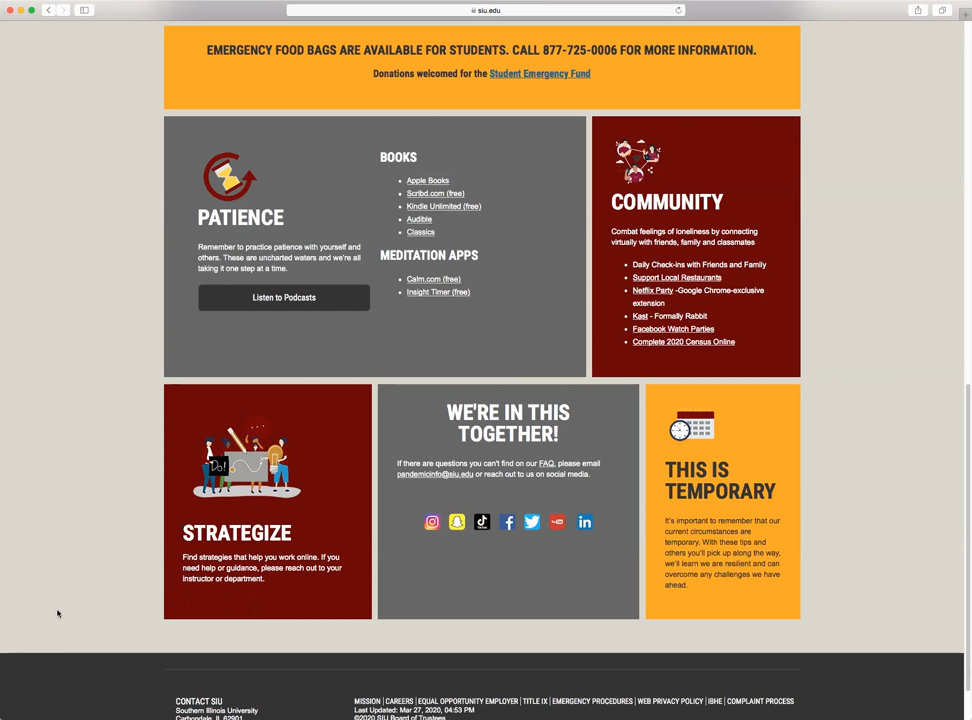 siu.edu
EMERGENCY FOOD BAGS ARE AVAILABLE FOR STUDENTS. CALL 877-725-0006 FOR MORE INFORMATION.
Donations welcomed for the Student Emergency Fund
PATIENCE
Remember to practice patience with yourself and
others. These are uncharted waters and we're all
taking it one step at a time.
Listen to Podcasts
BOOKS
Apple Books
Scribd.com (free)
Kindle Unlimited (free)
Audible
Classics
MEDITATION APPS
Calm.com (free)
Insight Timer (free)
COMMUNITY
Combat feelings of loneliness by connecting
virtually with friends, family and classmates
Daily Check-ins with Friends and Family
Support Local Restaurants
Netflix Party -Google Chrome-exclusive
extension
Kast - Formally Rabbit
Facebook Watch Parties
Complete 2020 Census Online
Do!
STRATEGIZE
Find strategies that help you work online. If you
need help or guidance, please reach out to your
instructor or department.
WE'RE IN THIS
TOGETHER!
If there are questions you can't find on our FAQ, please email
pandemicinfo@siu.edu or reach out to us on social media.
THIS IS
TEMPORARY
It's important to remember that our
current circumstances are
temporary. With these tips and
others you'll pick up along the way,
we'll learn we are resilient and can
overcome any challenges we have
ahead.
CONTACT SIU
Southern Illinois University
Carbondale, IL 62901
MISSION | CAREERS | EQUAL OPPORTUNITY EMPLOYER | TITLE IX | EMERGENCY PROCEDURES | WEB PRIVACY POLICY | IBHE | COMPLAINT PROCESS
Last Updated: Mar 27, 2020, 04:53 PM
©2020 SIU Board of Trustees